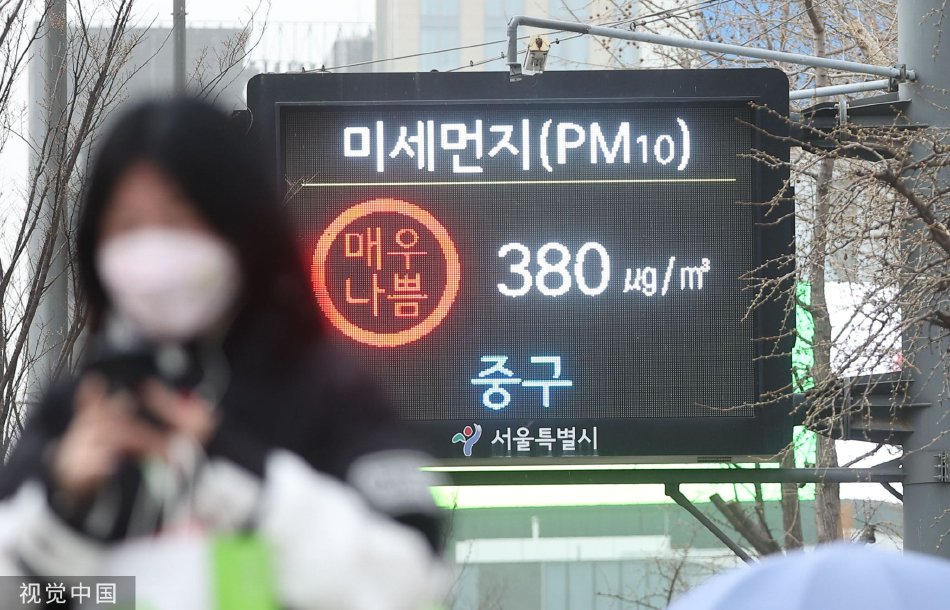 미세먼지(PM10)
매우
나쁨
380 ㎍/㎥
중구
서울특별시
视觉中国